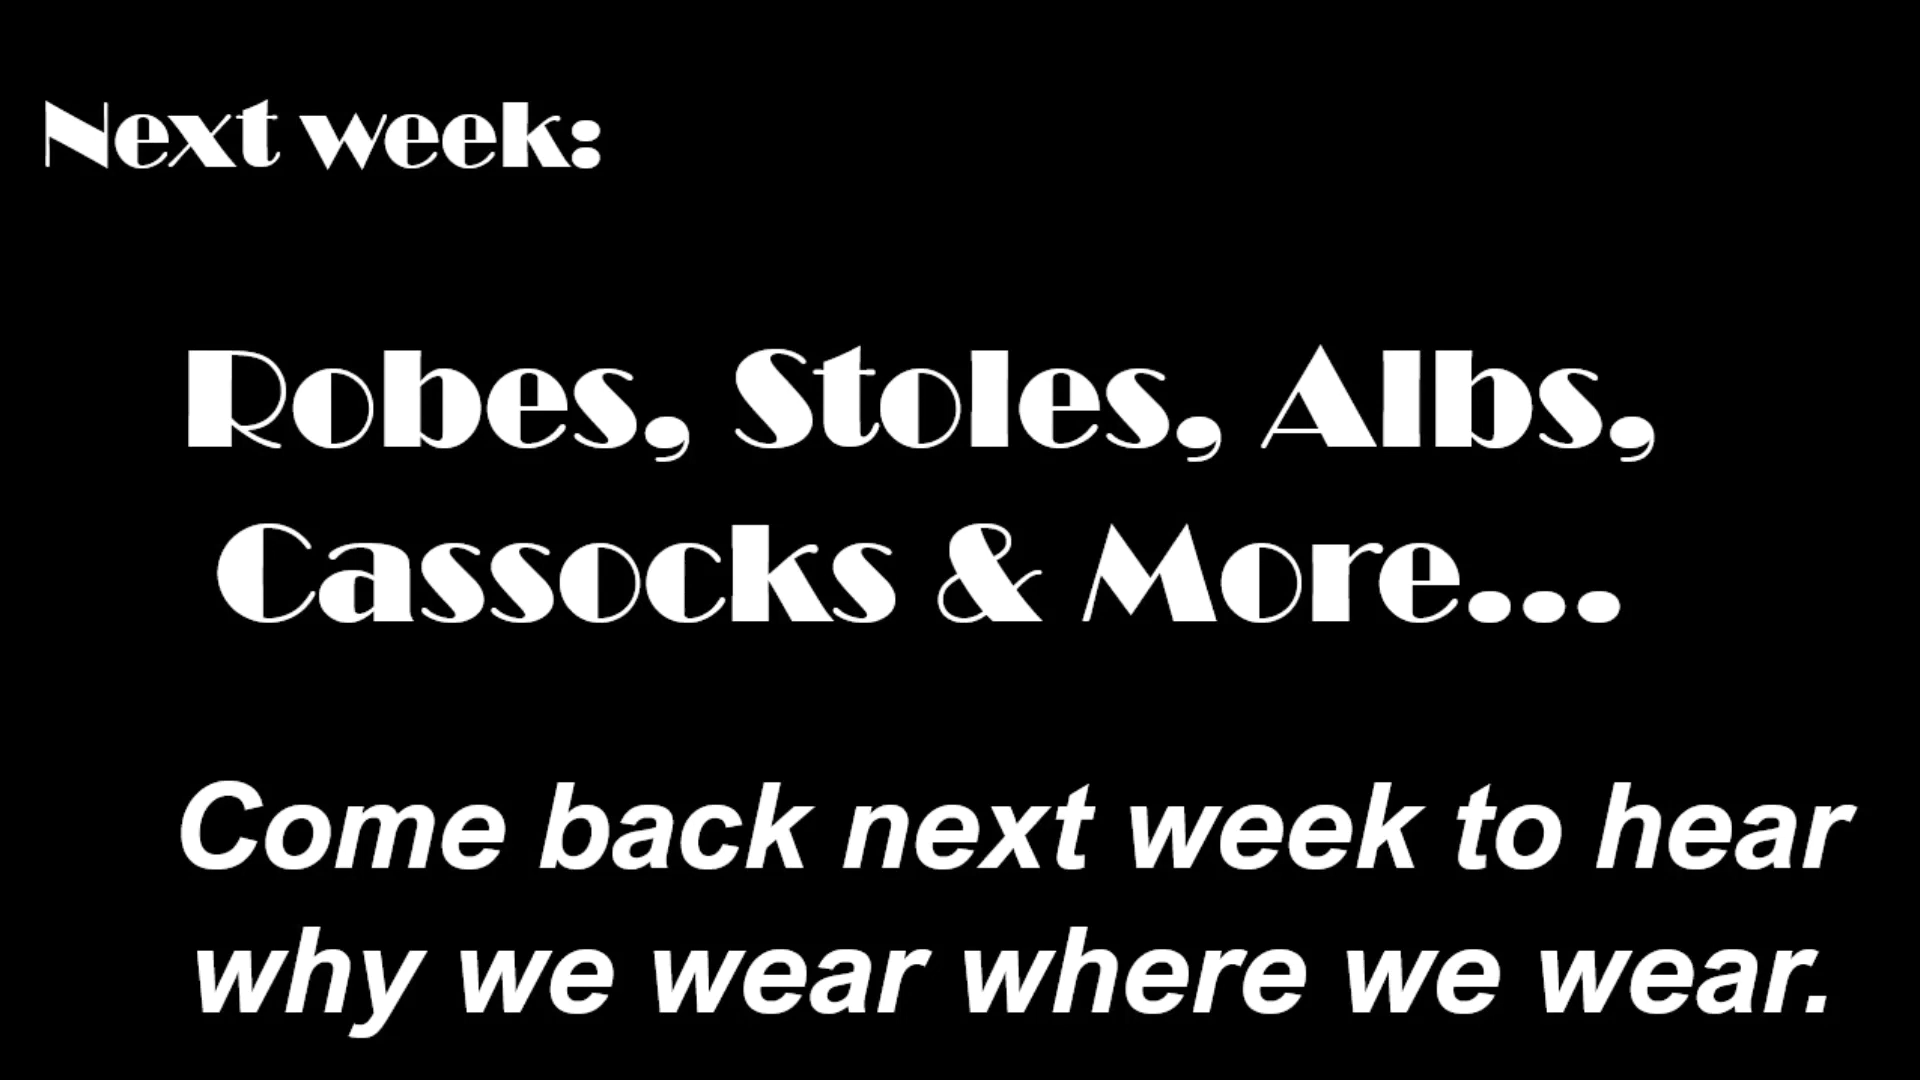 Next week:
Robes, Stoles, Albs,
Cassocks & More...
Come back next week to hear
why we wear where we wear.